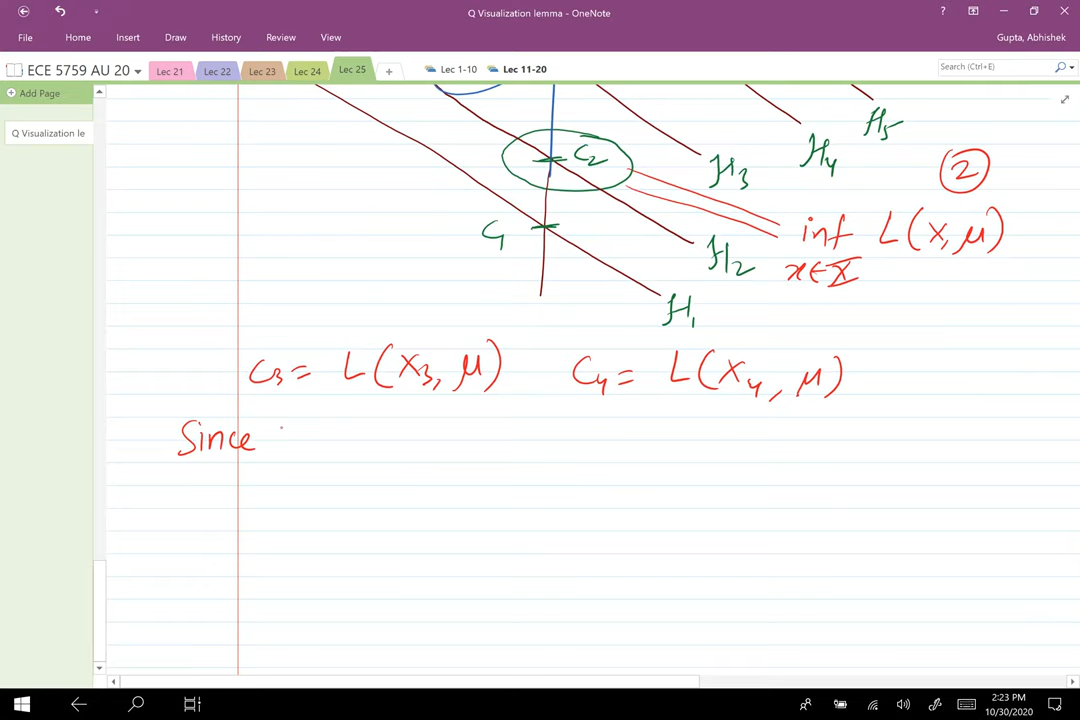 Q Visualization lemma - OneNote
?
Gupta, Abhishek
File Home Insert Draw History Review View
ECE 5759 AU 20
Lec 21
Lec 22
Lec 23
Lec 24
Lec 25
+
Lec 1-10
Lec 11-20
Search (Ctrl+E)
+ Add Page
Q Visualization le
H5
H4
C2
H3
2
C1
inf L(x, μ)
x∈X
H2
H1
C3 = L(x3, μ) C4 = L(x4, μ)
Since
2:23 PM
10/30/2020